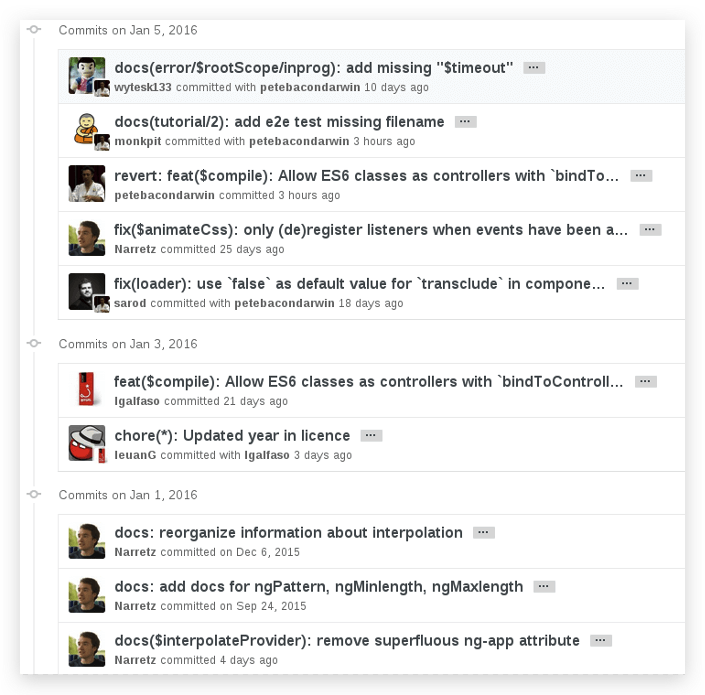 Commits on Jan 5, 2016
docs(error/$rootScope/inprog): add missing "$timeout" ...
wytesk133 committed with petebacondarwin 10 days ago
docs(tutorial/2): add e2e test missing filename ...
monkpit committed with petebacondarwin 3 hours ago
revert: feat($compile): Allow ES6 classes as controllers with `bindTo… ...
petebacondarwin committed 3 hours ago
fix($animateCss): only (de)register listeners when events have been a… ...
Narretz committed 25 days ago
fix(loader): use `false` as default value for `transclude` in compone… ...
sarod committed with petebacondarwin 18 days ago
Commits on Jan 3, 2016
feat($compile): Allow ES6 classes as controllers with `bindToControll… ...
lgalfaso committed 21 days ago
chore(*): Updated year in licence ...
IeuanG committed with lgalfaso 3 days ago
Commits on Jan 1, 2016
docs: reorganize information about interpolation ...
Narretz committed on Dec 6, 2015
docs: add docs for ngPattern, ngMinlength, ngMaxlength ...
Narretz committed on Sep 24, 2015
docs($interpolateProvider): remove superfluous ng-app attribute ...
Narretz committed 4 days ago